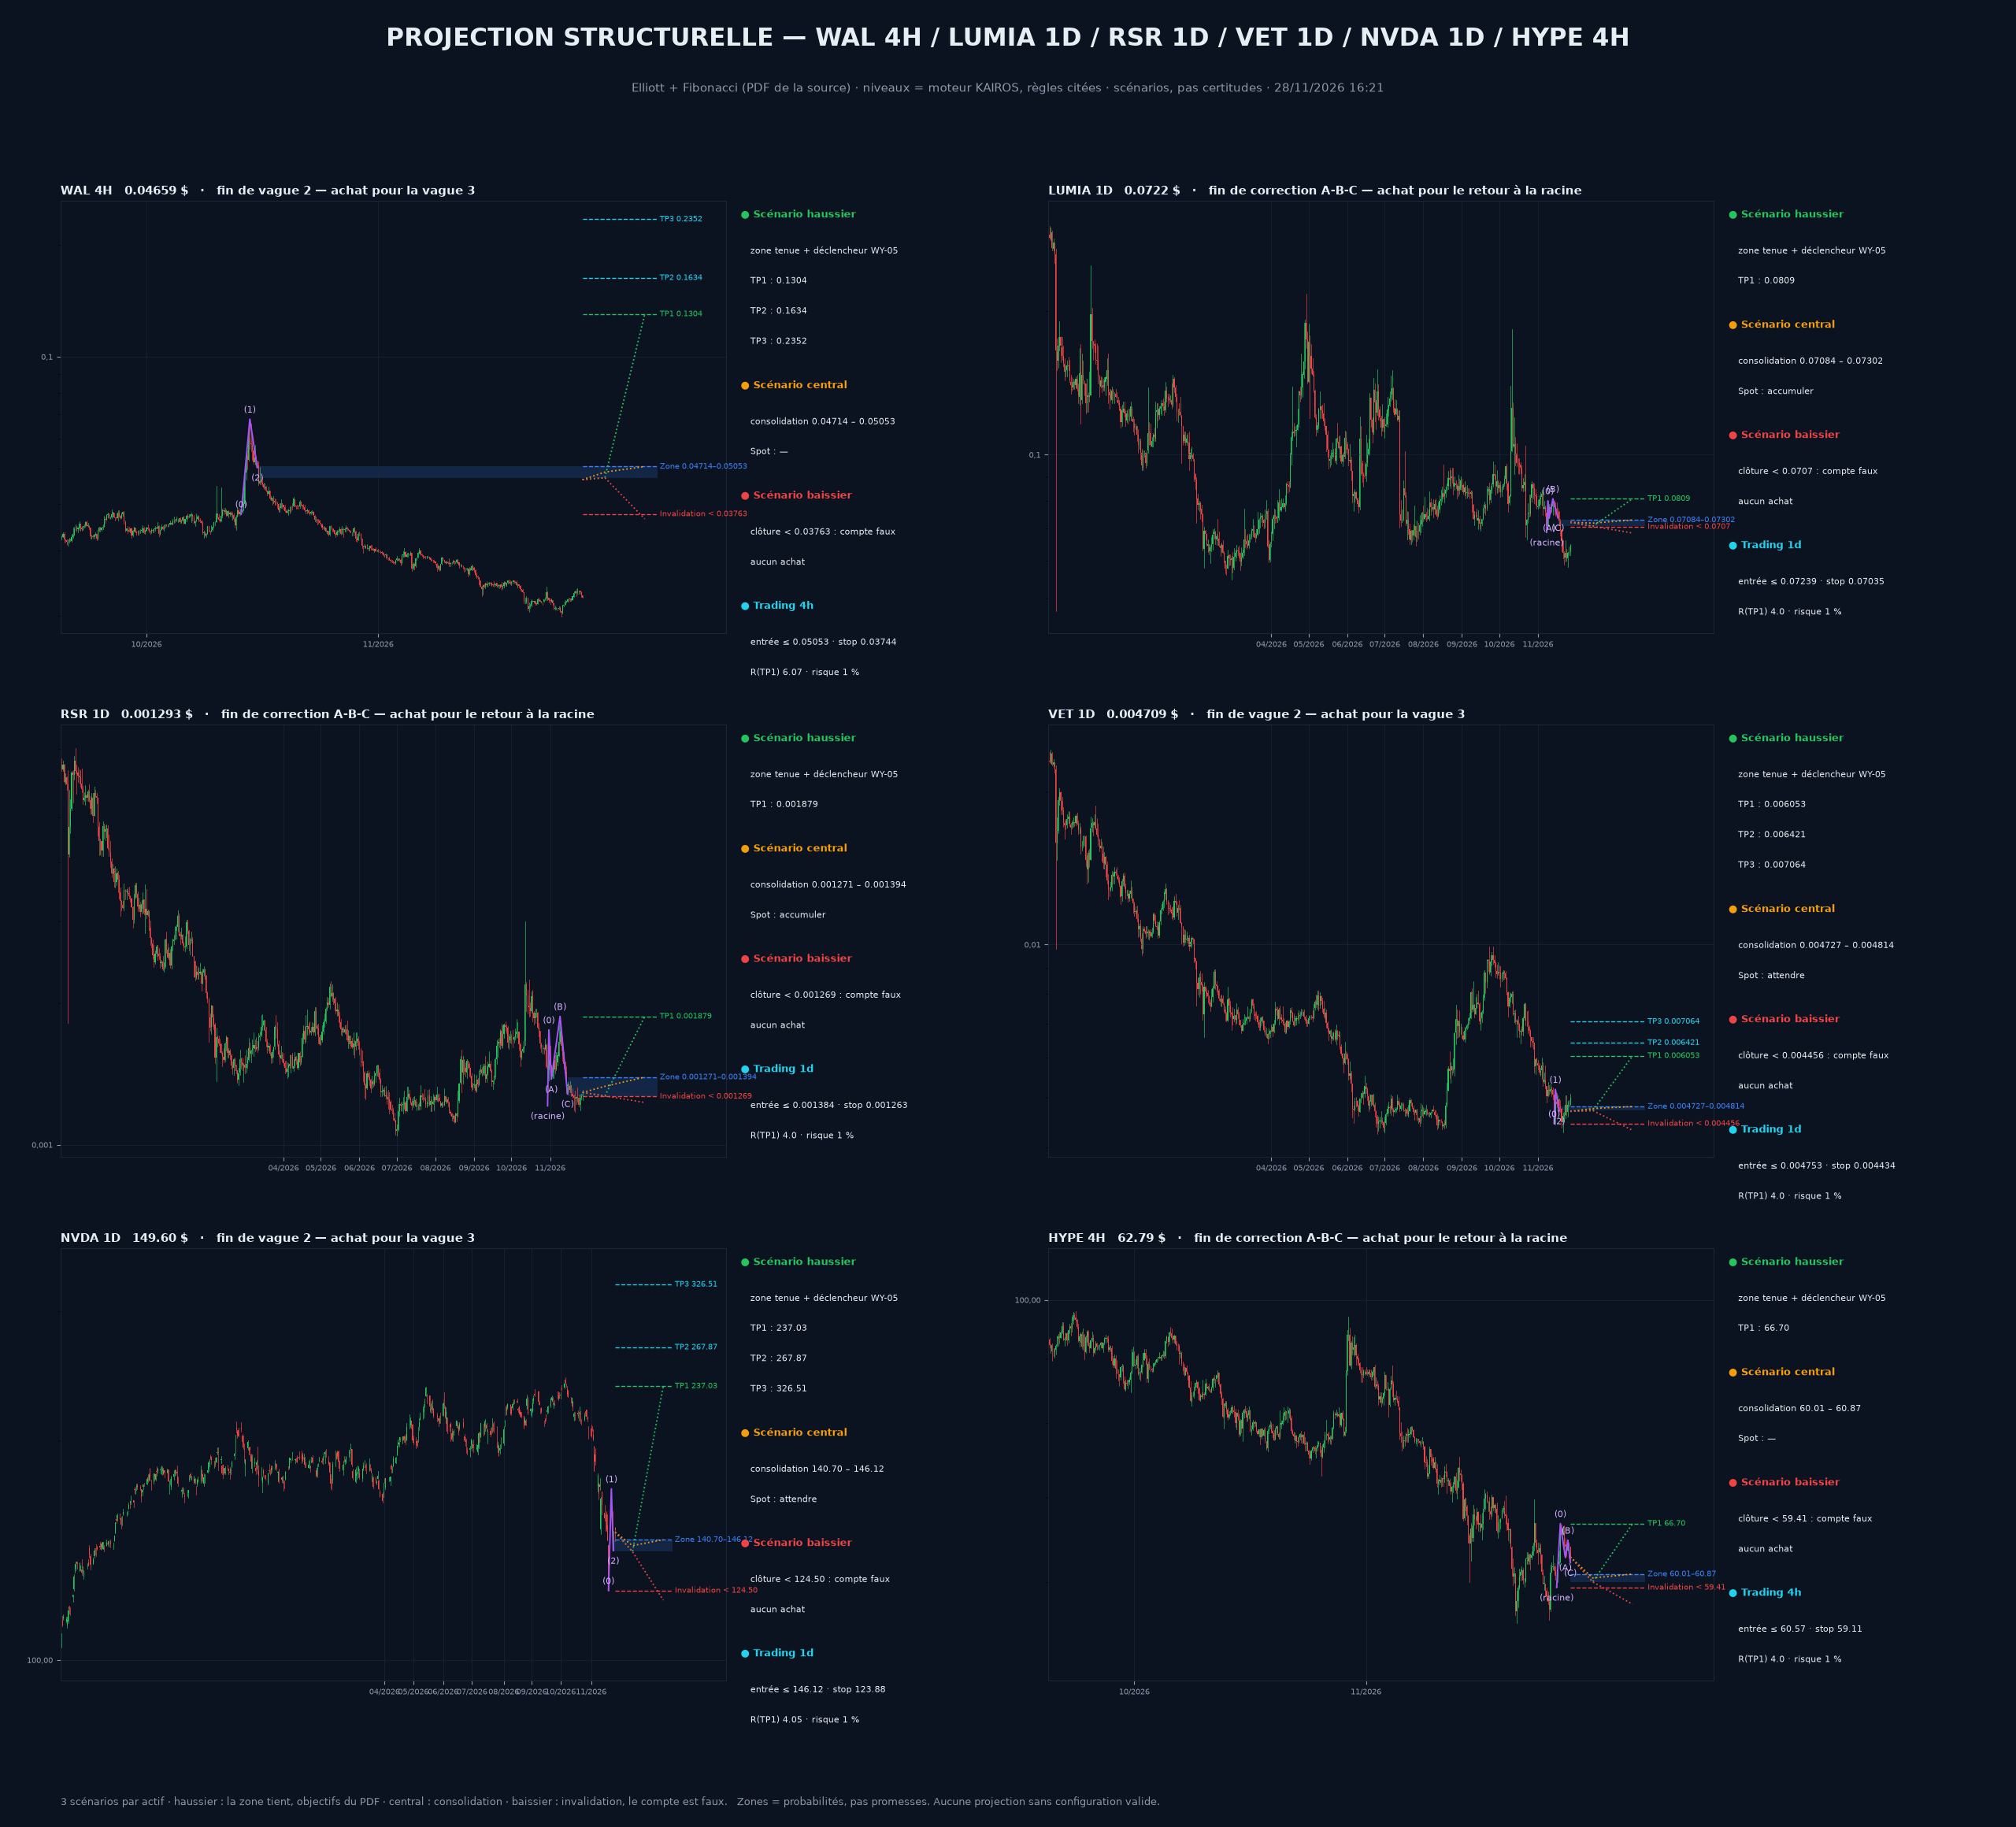 PROJECTION STRUCTURELLE — WAL 4H / LUMIA 1D / RSR 1D / VET 1D / NVDA 1D / HYPE 4H
Elliott + Fibonacci (PDF de la source) · niveaux = moteur KAIROS, règles citées · scénarios, pas certitudes · 28/11/2026 16:21
WAL 4H 0.04659 $ · fin de vague 2 — achat pour la vague 3
TP3 0.2352
TP2 0.1634
TP1 0.1304
0,1
(1)
(2)
(0)
Zone 0.04714–0.05053
Invalidation < 0.03763
10/2026
11/2026
● Scénario haussier
zone tenue + déclencheur WY-05
TP1 : 0.1304
TP2 : 0.1634
TP3 : 0.2352
● Scénario central
consolidation 0.04714 – 0.05053
Spot : —
● Scénario baissier
clôture < 0.03763 : compte faux
aucun achat
● Trading 4h
entrée ≤ 0.05053 · stop 0.03744
R(TP1) 6.07 · risque 1 %
LUMIA 1D 0.0722 $ · fin de correction A-B-C — achat pour le retour à la racine
0,1
(0)
(B)
(A)
(C)
(racine)
TP1 0.0809
Zone 0.07084–0.07302
Invalidation < 0.0707
04/2026
05/2026
06/2026
07/2026
08/2026
09/2026
10/2026
11/2026
● Scénario haussier
zone tenue + déclencheur WY-05
TP1 : 0.0809
● Scénario central
consolidation 0.07084 – 0.07302
Spot : accumuler
● Scénario baissier
clôture < 0.0707 : compte faux
aucun achat
● Trading 1d
entrée ≤ 0.07239 · stop 0.07035
R(TP1) 4.0 · risque 1 %
RSR 1D 0.001293 $ · fin de correction A-B-C — achat pour le retour à la racine
(B)
(0)
(A)
(C)
(racine)
TP1 0.001879
Zone 0.001271–0.001394
Invalidation < 0.001269
0,001
04/2026
05/2026
06/2026
07/2026
08/2026
09/2026
10/2026
11/2026
● Scénario haussier
zone tenue + déclencheur WY-05
TP1 : 0.001879
● Scénario central
consolidation 0.001271 – 0.001394
Spot : accumuler
● Scénario baissier
clôture < 0.001269 : compte faux
aucun achat
● Trading 1d
entrée ≤ 0.001384 · stop 0.001263
R(TP1) 4.0 · risque 1 %
VET 1D 0.004709 $ · fin de vague 2 — achat pour la vague 3
0,01
TP3 0.007064
TP2 0.006421
TP1 0.006053
(1)
(0)
(2)
Zone 0.004727–0.004814
Invalidation < 0.004456
04/2026
05/2026
06/2026
07/2026
08/2026
09/2026
10/2026
11/2026
● Scénario haussier
zone tenue + déclencheur WY-05
TP1 : 0.006053
TP2 : 0.006421
TP3 : 0.007064
● Scénario central
consolidation 0.004727 – 0.004814
Spot : attendre
● Scénario baissier
clôture < 0.004456 : compte faux
aucun achat
● Trading 1d
entrée ≤ 0.004753 · stop 0.004434
R(TP1) 4.0 · risque 1 %
NVDA 1D 149.60 $ · fin de vague 2 — achat pour la vague 3
TP3 326.51
TP2 267.87
TP1 237.03
(1)
Zone 140.70–146.12
(2)
(0)
Invalidation < 124.50
100,00
04/2026
05/2026
06/2026
07/2026
08/2026
09/2026
10/2026
11/2026
● Scénario haussier
zone tenue + déclencheur WY-05
TP1 : 237.03
TP2 : 267.87
TP3 : 326.51
● Scénario central
consolidation 140.70 – 146.12
Spot : attendre
● Scénario baissier
clôture < 124.50 : compte faux
aucun achat
● Trading 1d
entrée ≤ 146.12 · stop 123.88
R(TP1) 4.05 · risque 1 %
HYPE 4H 62.79 $ · fin de correction A-B-C — achat pour le retour à la racine
100,00
(0)
(B)
(A)
(C)
(racine)
TP1 66.70
Zone 60.01–60.87
Invalidation < 59.41
10/2026
11/2026
● Scénario haussier
zone tenue + déclencheur WY-05
TP1 : 66.70
● Scénario central
consolidation 60.01 – 60.87
Spot : —
● Scénario baissier
clôture < 59.41 : compte faux
aucun achat
● Trading 4h
entrée ≤ 60.57 · stop 59.11
R(TP1) 4.0 · risque 1 %
3 scénarios par actif · haussier : la zone tient, objectifs du PDF · central : consolidation · baissier : invalidation, le compte est faux. Zones = probabilités, pas promesses. Aucune projection sans configuration valide.